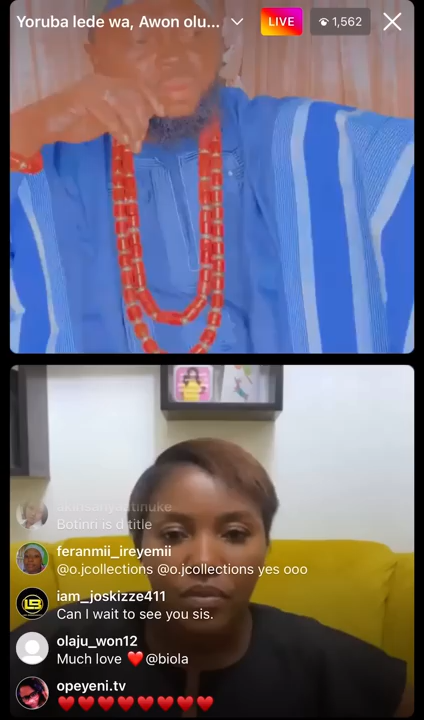 Yoruba lede wa, Awon olu...
LIVE
1,562
Botinri is d title
feranmii_ireyemii
@o.jcollections @o.jcollections yes ooo
iam_joskizze411
Can I wait to see you sis.
olaju_won12
Much love ❤️@biola
opeyeni.tv
❤️❤️❤️❤️❤️❤️❤️❤️